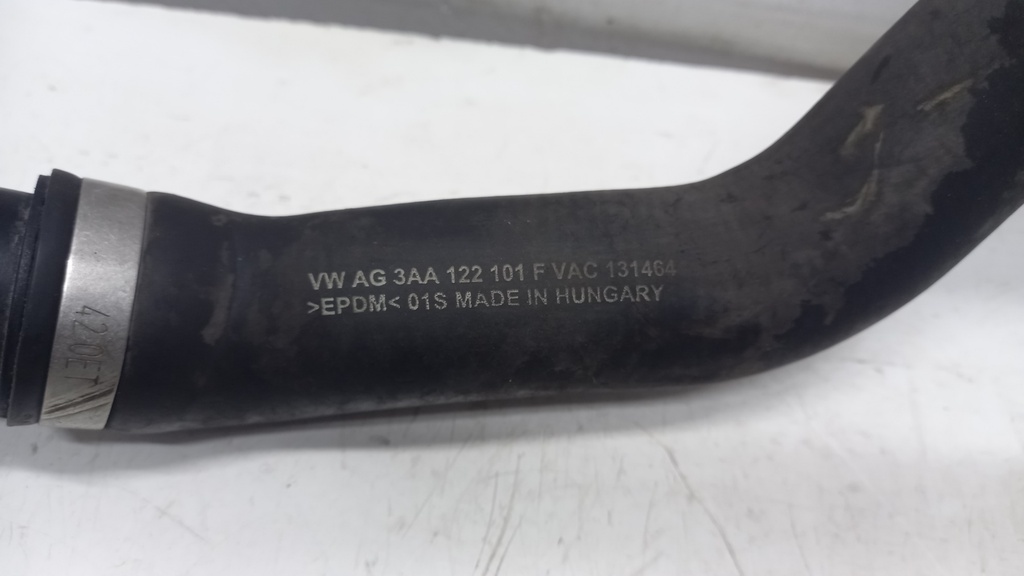 VW AG 3AA 122 101 F VAC 131464
>EPDM< 01S MADE IN HUNGARY